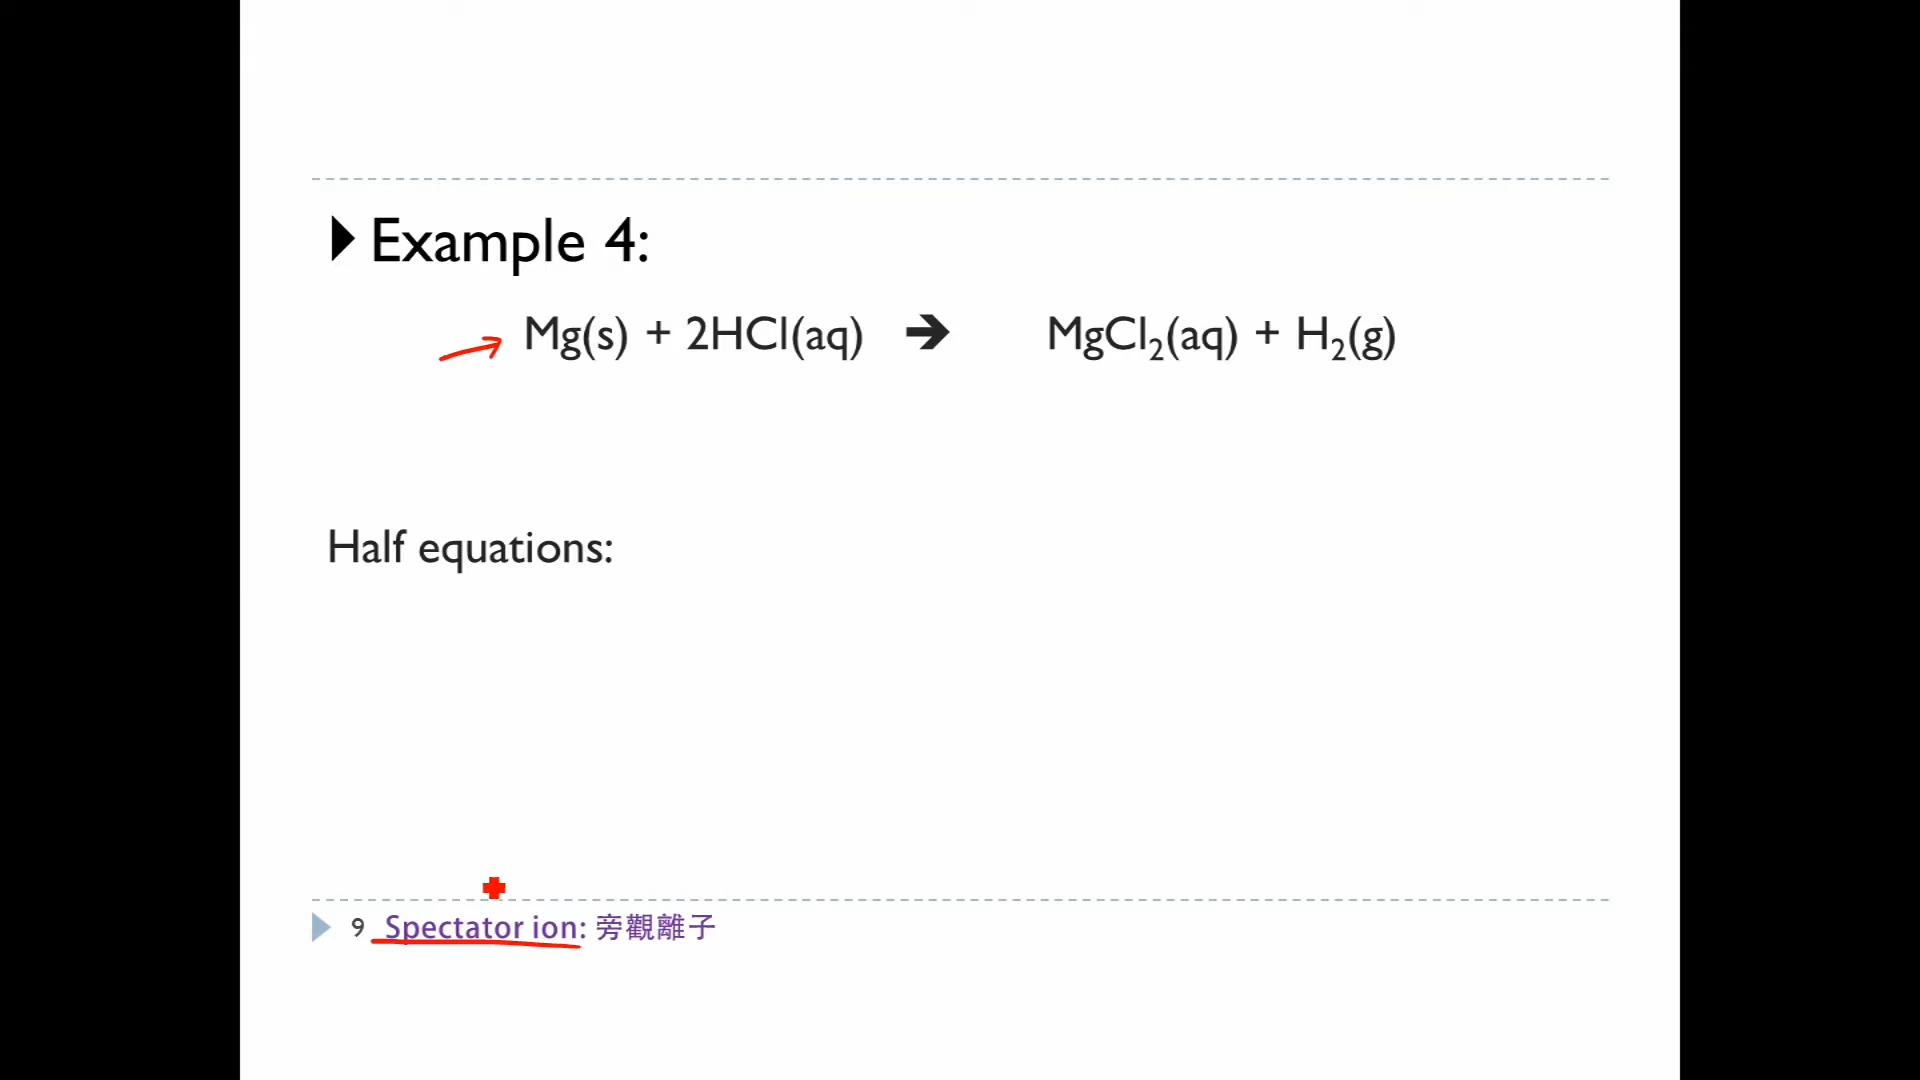 Example 4:
Mg(s) + 2HCl(aq) → MgCl₂(aq) + H₂(g)
Half equations:
9 Spectator ion: 旁觀離子